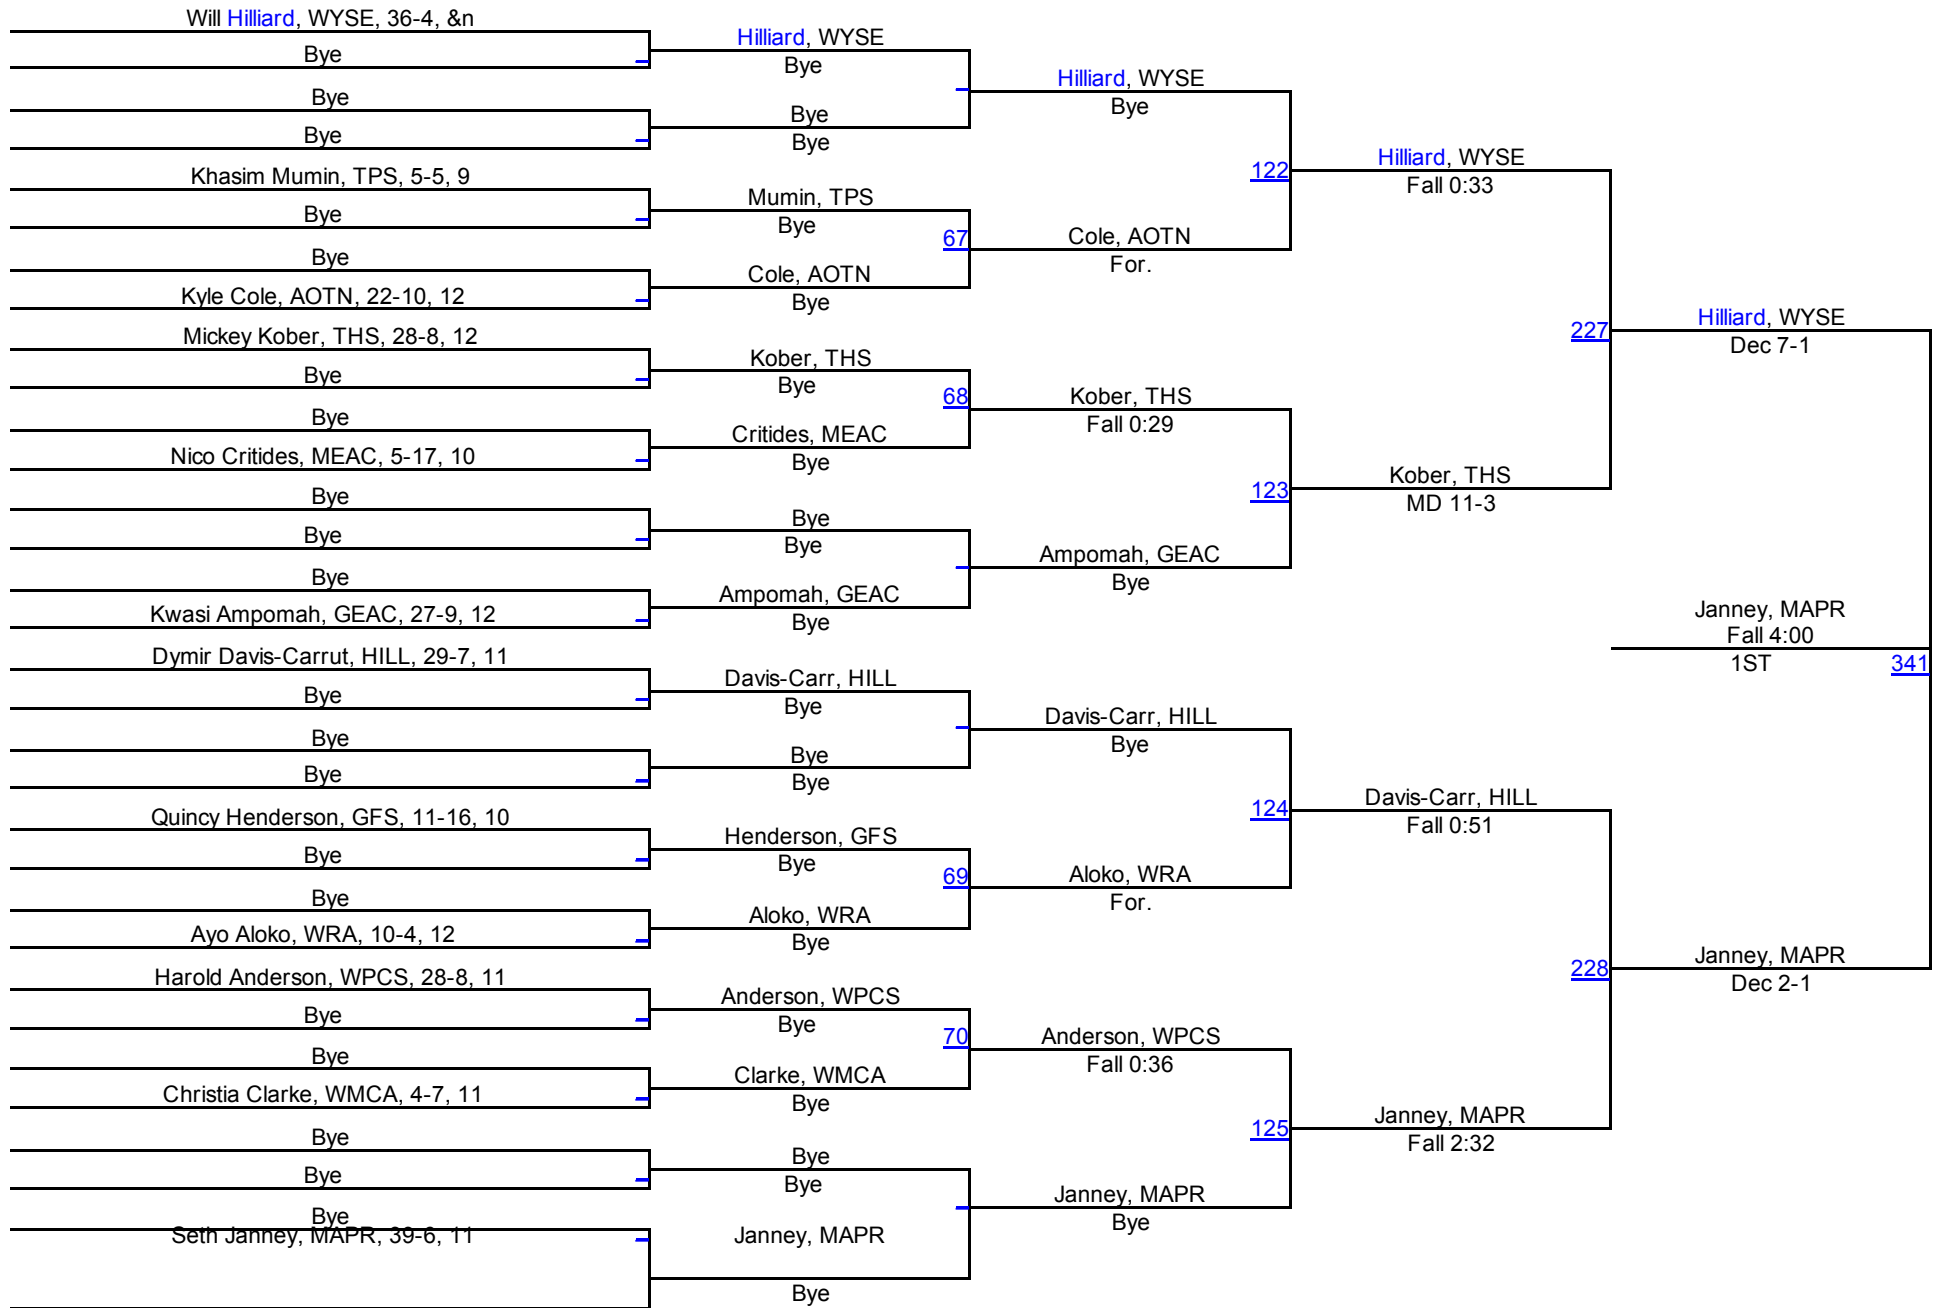 Will Hilliard, WYSE, 36-4, &n
Bye
Bye
Bye
Khasim Mumin, TPS, 5-5, 9
Bye
Bye
Kyle Cole, AOTN, 22-10, 12
Mickey Kober, THS, 28-8, 12
Bye
Bye
Nico Critides, MEAC, 5-17, 10
Bye
Bye
Bye
Kwasi Ampomah, GEAC, 27-9, 12
Dymir Davis-Carrut, HILL, 29-7, 11
Bye
Bye
Bye
Quincy Henderson, GFS, 11-16, 10
Bye
Bye
Ayo Aloko, WRA, 10-4, 12
Harold Anderson, WPCS, 28-8, 11
Bye
Bye
Christia Clarke, WMCA, 4-7, 11
Bye
Bye
Bye
Seth Janney, MAPR, 39-6, 11
Hilliard, WYSE
Bye
Bye
Bye
Mumin, TPS
Bye
67
Cole, AOTN
Bye
Kober, THS
Bye
68
Critides, MEAC
Bye
Bye
Bye
Ampomah, GEAC
Bye
Davis-Carr, HILL
Bye
Bye
Bye
Henderson, GFS
Bye
69
Aloko, WRA
Bye
Anderson, WPCS
Bye
70
Clarke, WMCA
Bye
Bye
Bye
Janney, MAPR
Bye
Hilliard, WYSE
Bye
122
Cole, AOTN
For.
Kober, THS
Fall 0:29
123
Ampomah, GEAC
Bye
Davis-Carr, HILL
Bye
124
Aloko, WRA
For.
Anderson, WPCS
Fall 0:36
125
Janney, MAPR
Bye
Hilliard, WYSE
Fall 0:33
227
Kober, THS
MD 11-3
Davis-Carr, HILL
Fall 0:51
228
Janney, MAPR
Fall 2:32
Hilliard, WYSE
Dec 7-1
Janney, MAPR
Fall 4:00
1ST
341
Janney, MAPR
Dec 2-1